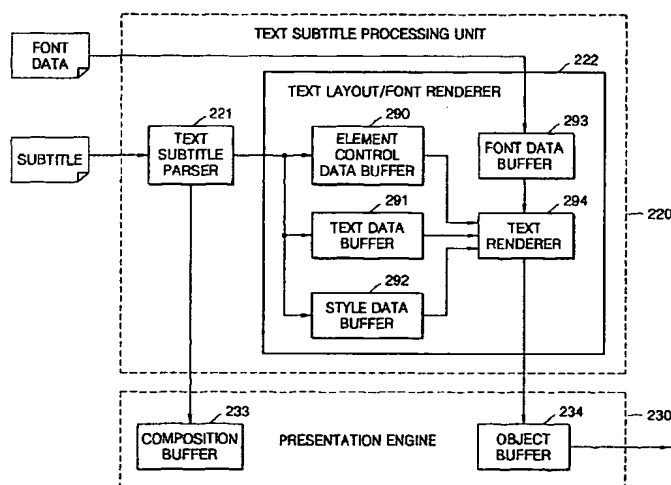 TEXT SUBTITLE PROCESSING UNIT
FONT
DATA
222
TEXT LAYOUT/FONT RENDERER
221
290
293
SUBTITLE
TEXT
SUBTITLE
PARSER
ELEMENT
CONTROL
DATA BUFFER
FONT DATA
BUFFER
291
294
220
TEXT DATA
BUFFER
TEXT
RENDERER
292
STYLE DATA
BUFFER
233
234
230
COMPOSITION
BUFFER
PRESENTATION ENGINE
OBJECT
BUFFER